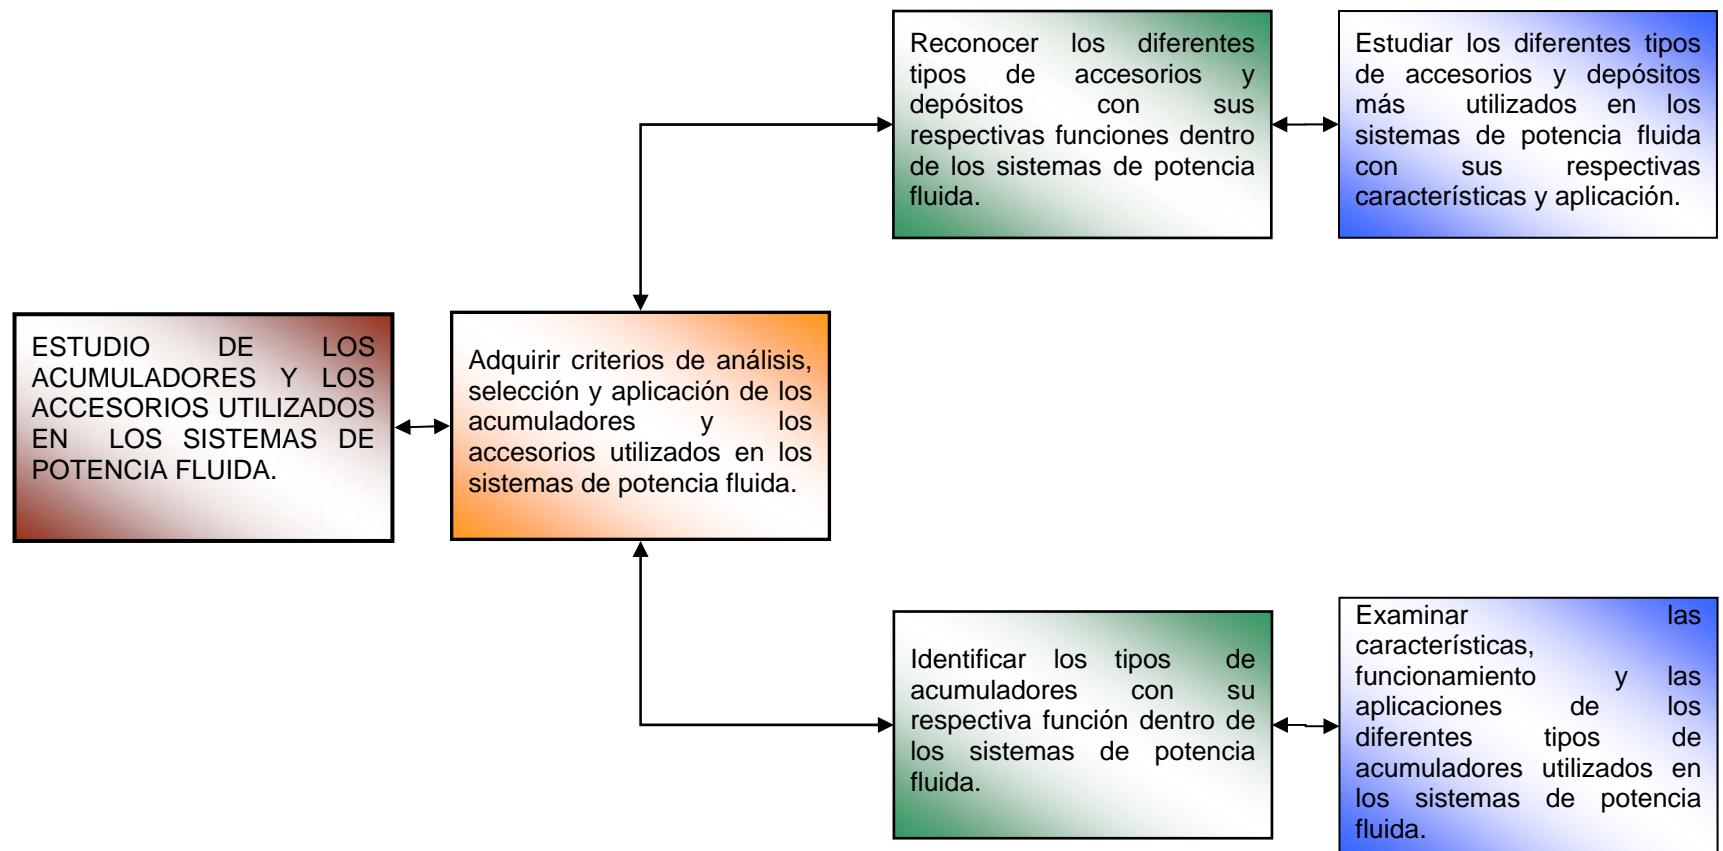 ESTUDIO DE LOS
ACUMULADORES Y LOS
ACCESORIOS UTILIZADOS
EN LOS SISTEMAS DE
POTENCIA FLUIDA.
Adquirir criterios de análisis,
selección y aplicación de los
acumuladores y los
accesorios utilizados en los
sistemas de potencia fluida.
Reconocer los diferentes
tipos de accesorios y
depósitos con sus
respectivas funciones dentro
de los sistemas de potencia
fluida.
Estudiar los diferentes tipos
de accesorios y depósitos
más utilizados en los
sistemas de potencia fluida
con sus respectivas
características y aplicación.
Identificar los tipos de
acumuladores con su
respectiva función dentro de
los sistemas de potencia
fluida.
Examinar las
características,
funcionamiento y las
aplicaciones de los
diferentes tipos de
acumuladores utilizados en
los sistemas de potencia
fluida.